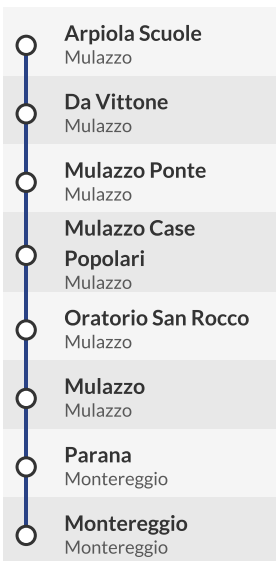 Arpiola Scuole
Mulazzo
Da Vittone
Mulazzo
Mulazzo Ponte
Mulazzo
Mulazzo Case
Popolari
Mulazzo
Oratorio San Rocco
Mulazzo
Mulazzo
Mulazzo
Parana
Montereggio
Montereggio
Montereggio